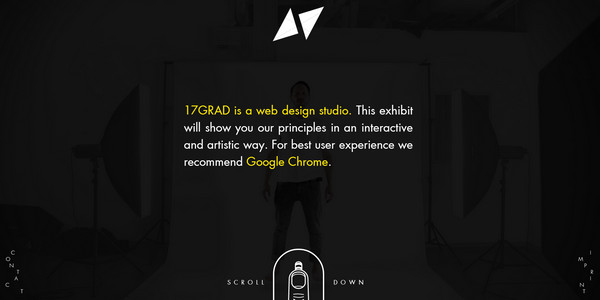 17GRAD is a web design studio. This exhibit
will show you our principles in an interactive
and artistic way. For best user experience we
recommend Google Chrome.
CONTACT
SCROLL DOWN
IMPRINT